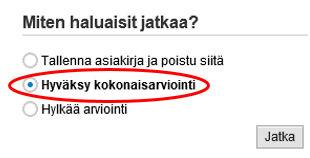 Miten haluaisit jatkaa?
Tallenna asiakirja ja poistu siitä
Hyväksy kokonaisarviointi
Hylkää arviointi
Jatka